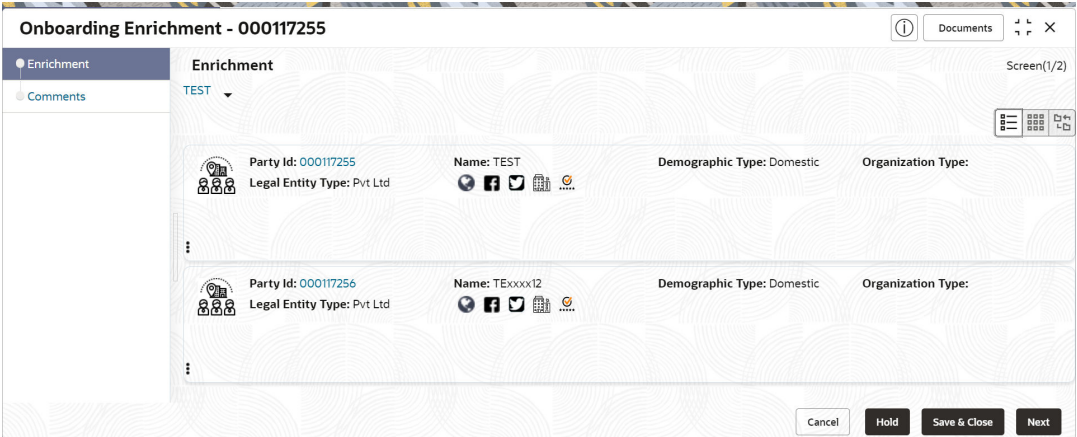 Onboarding Enrichment - 000117255
Documents
Enrichment
Comments
Enrichment
Screen(1/2)
TEST
Party Id: 000117255 Name: TEST Demographic Type: Domestic Organization Type:
Legal Entity Type: Pvt Ltd
Party Id: 000117256 Name: TExxxx12 Demographic Type: Domestic Organization Type:
Legal Entity Type: Pvt Ltd
Cancel Hold Save & Close Next